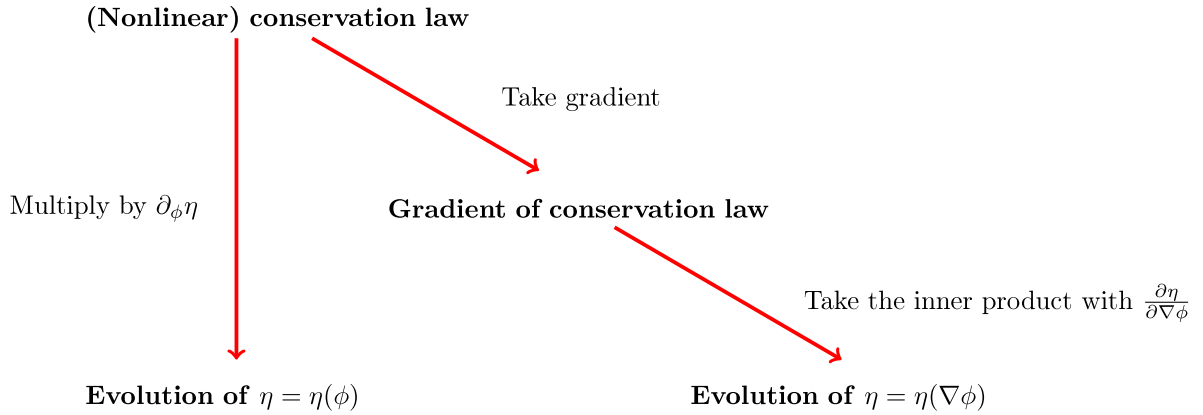 (Nonlinear) conservation law
Take gradient
Multiply by ∂_ϕη
Gradient of conservation law
Take the inner product with ∂η/∂∇ϕ
Evolution of η = η(ϕ)
Evolution of η = η(∇ϕ)